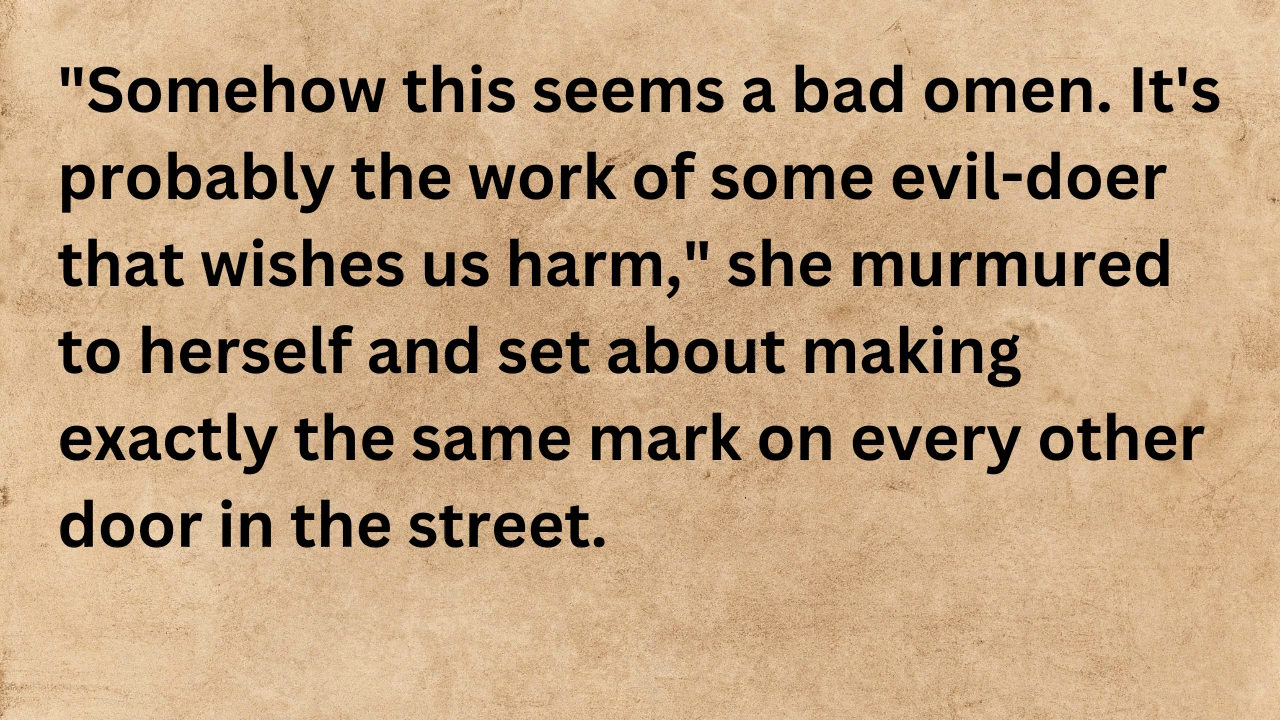 "Somehow this seems a bad omen. It's
probably the work of some evil-doer
that wishes us harm," she murmured
to herself and set about making
exactly the same mark on every other
door in the street.